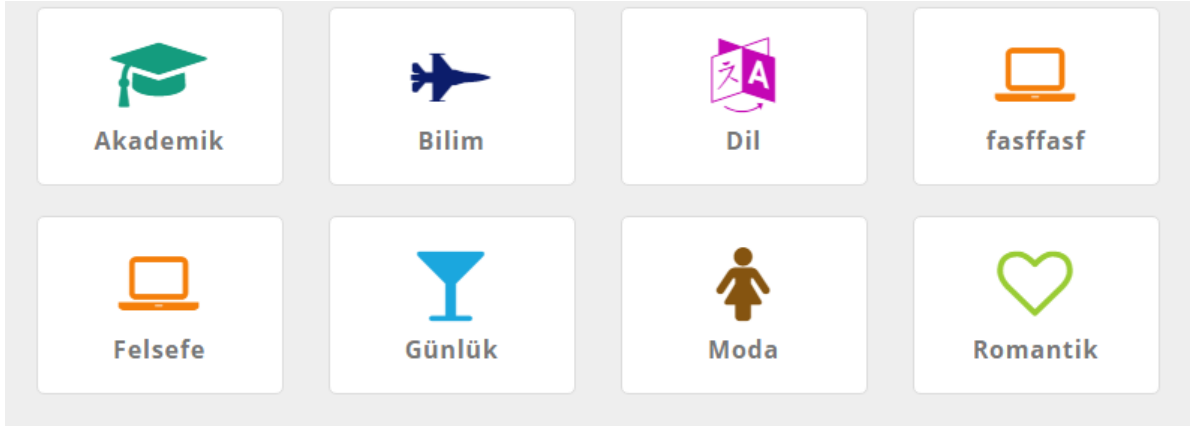 Akademik
Bilim
Dil
fasffasf
Felsefe
Günlük
Moda
Romantik